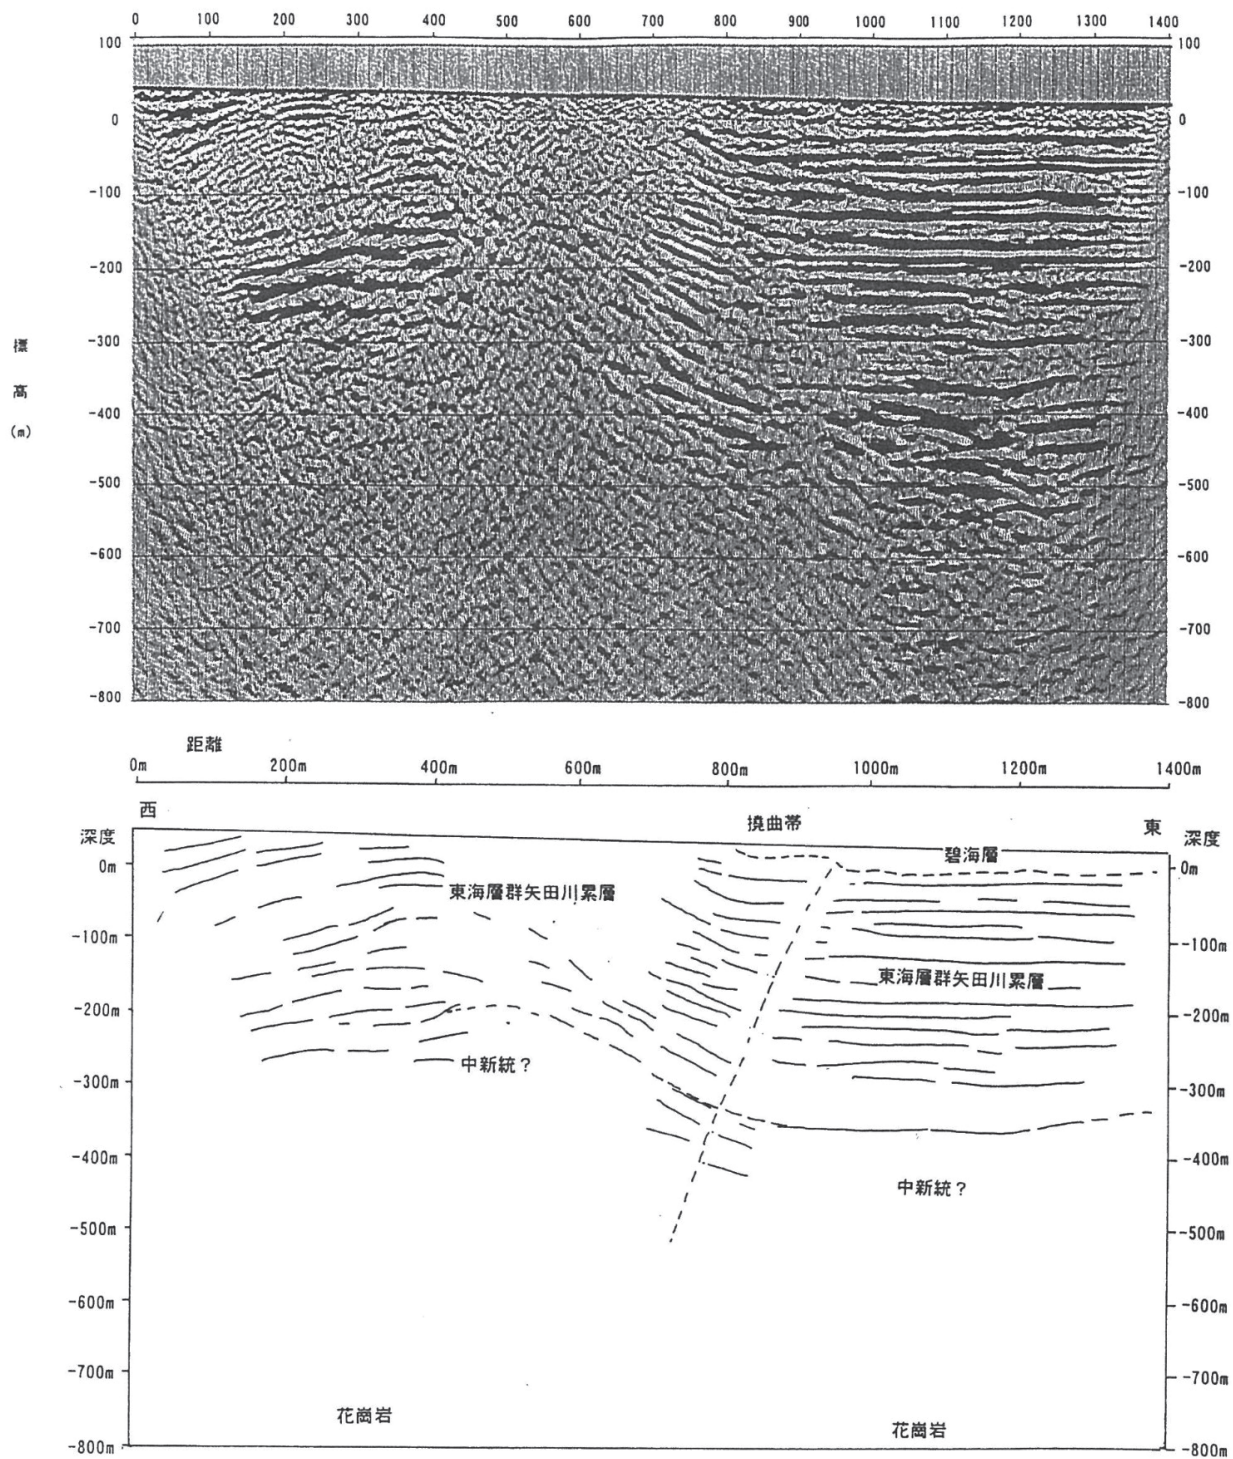 0 100 200 300 400 500 600 700 800 900 1000 1100 1200 1300 1400
100 100
0 0
-100 -100
-200 -200
-300 -300
-400 -400
-500 -500
-600 -600
-700 -700
-800 -800
標
高
(m)
距離
0m 200m 400m 600m 800m 1000m 1200m 1400m
西 撓曲帯 東
深度 深度
碧海層
0m 0m
東海層群矢田川累層
-100m -100m
東海層群矢田川累層
-200m -200m
中新統？
-300m -300m
-400m -400m
中新統？
-500m -500m
-600m -600m
-700m -700m
花崗岩 花崗岩
-800m -800m